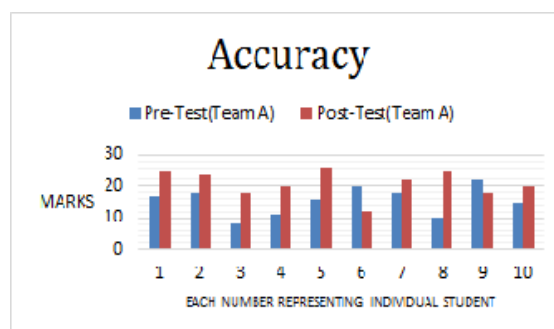 Accuracy
Pre-Test(Team A) Post-Test(Team A)
30
20
MARKS
10
0
1 2 3 4 5 6 7 8 9 10
EACH NUMBER REPRESENTING INDIVIDUAL STUDENT